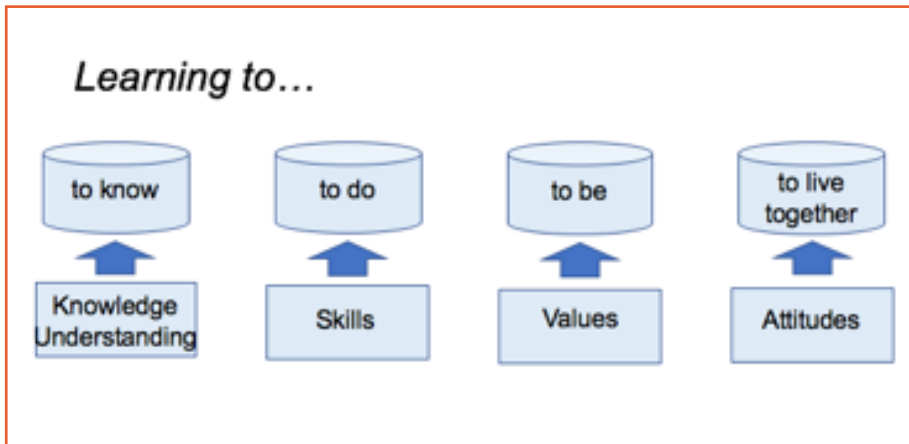 Learning to…
to know
to do
to be
to live
together
Knowledge
Understanding
Skills
Values
Attitudes